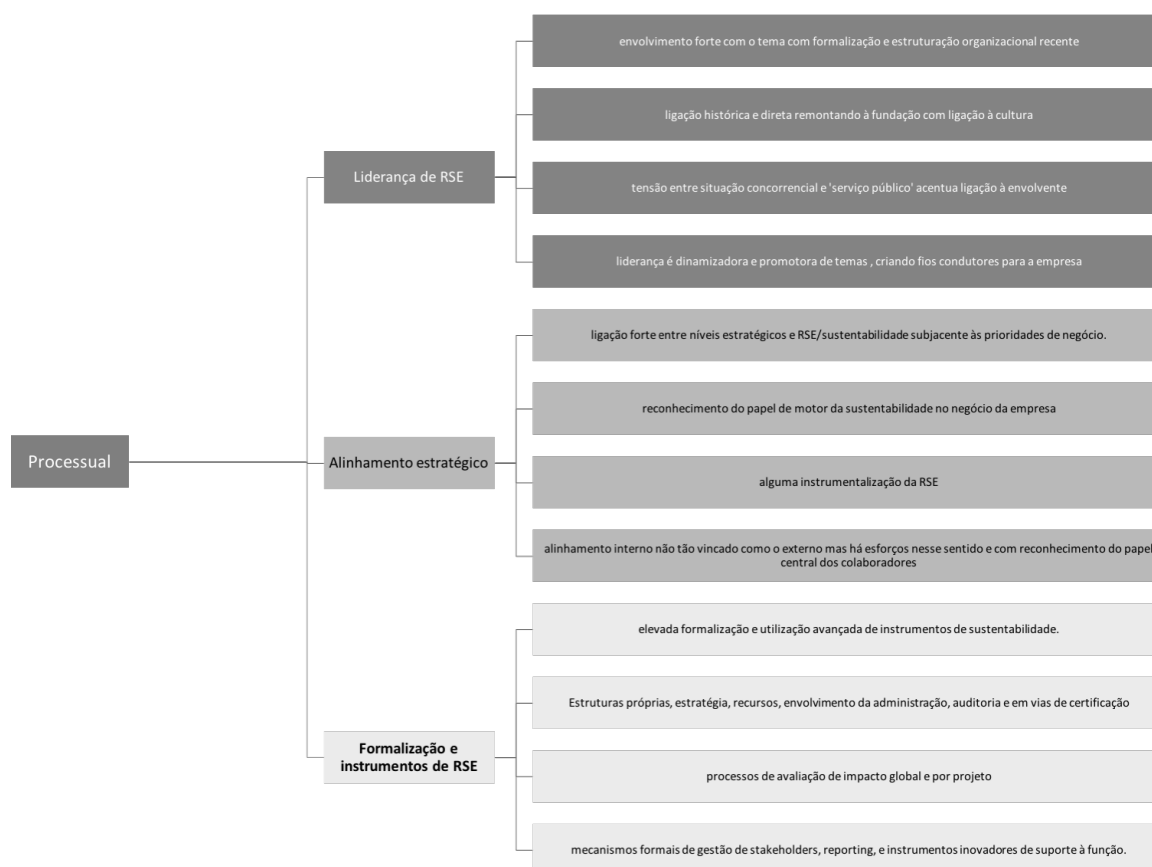 Processual
Liderança de RSE
envolvimento forte com o tema com formalização e estruturação organizacional recente
ligação histórica e direta remontando à fundação com ligação à cultura
tensão entre situação concorrencial e 'serviço público' acentua ligação à envolvente
liderança é dinamizadora e promotora de temas , criando fios condutores para a empresa
Alinhamento estratégico
ligação forte entre níveis estratégicos e RSE/sustentabilidade subjacente às prioridades de negócio.
reconhecimento do papel de motor da sustentabilidade no negócio da empresa
alguma instrumentalização da RSE
alinhamento interno não tão vincado como o externo mas há esforços nesse sentido e com reconhecimento do papel
central dos colaboradores
Formalização e
instrumentos de RSE
elevada formalização e utilização avançada de instrumentos de sustentabilidade.
Estruturas próprias, estratégia, recursos, envolvimento da administração, auditoria e em vias de certificação
processos de avaliação de impacto global e por projeto
mecanismos formais de gestão de stakeholders, reporting, e instrumentos inovadores de suporte à função.